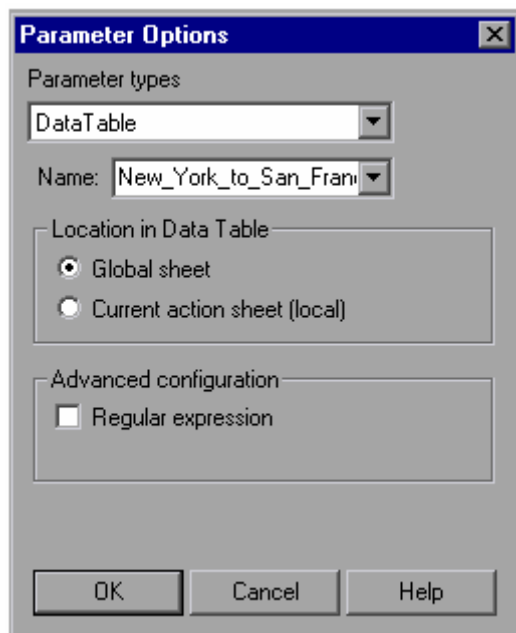 Parameter Options
Parameter types
DataTable
Name: New_York_to_San_Fran
Location in Data Table
Global sheet
Current action sheet (local)
Advanced configuration
Regular expression
OK Cancel Help